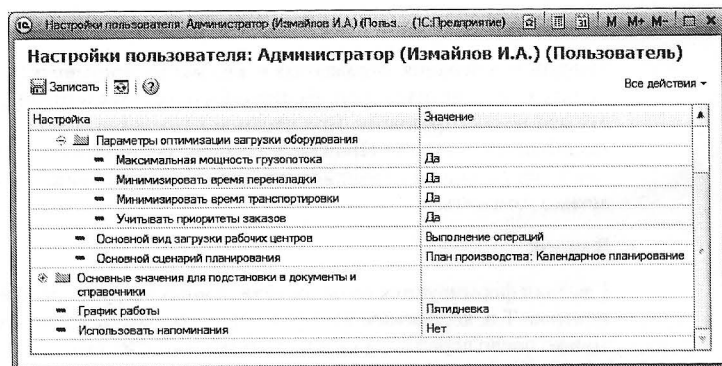 Настройки пользователя: Администратор (Измайлов И.А.) (Польз... (1С:Предприятие) 31 M M+ M-
Настройки пользователя: Администратор (Измайлов И.А.) (Пользователь)
Записать Все действия
Настройка Значение
Параметры оптимизации загрузки оборудования
Максимальная мощность грузопотока Да
Минимизировать время переналадки Да
Минимизировать время транспортировки Да
Учитывать приоритеты заказов Да
Основной вид загрузки рабочих центров Выполнение операций
Основной сценарий планирования План производства: Календарное планирование
Основные значения для подстановки в документы и
справочники
График работы Пятидневка
Использовать напоминания Нет